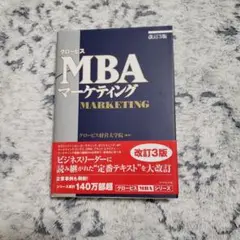 改訂3版
グロービス
MBA
マーケティング
MARKETING
グロービス経営大学院
ビジネスリーダーに
読み継がれた"定番テキスト"を大改訂
改訂3版
140万部超
グロービスMBAシリーズ